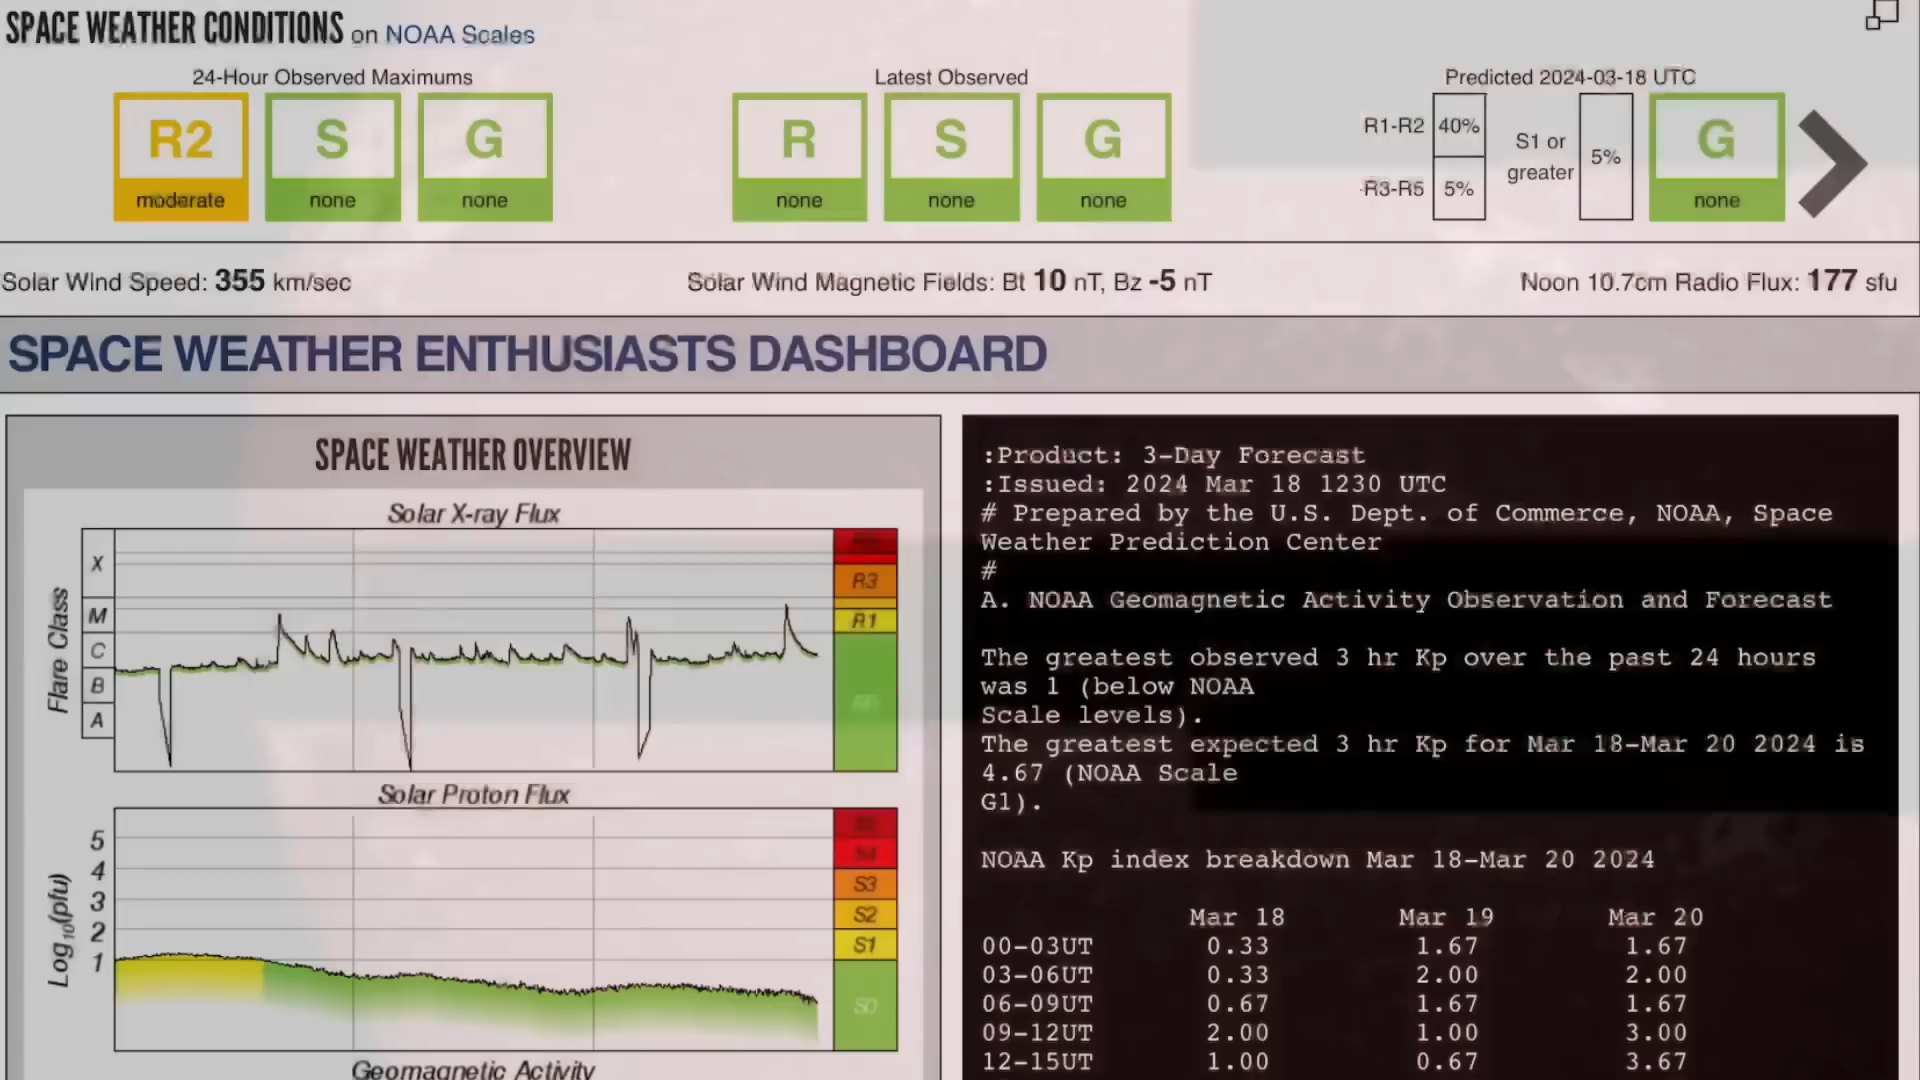 SPACE WEATHER CONDITIONS on NOAA Scales
24-Hour Observed Maximums
Latest Observed
Predicted 2024-03-18 UTC
R2
S
G
R
S
G
R1-R2 40%
S1 or greater
5%
G
moderate
none
none
none
none
none
R3-R5 5%
none
Solar Wind Speed: 355 km/sec
Solar Wind Magnetic Fields: Bt 10 nT, Bz -5 nT
Noon 10.7cm Radio Flux: 177 sfu
SPACE WEATHER ENTHUSIASTS DASHBOARD
SPACE WEATHER OVERVIEW
Solar X-ray Flux
Flare Class
X
M
C
B
A
R3
R1
Solar Proton Flux
Log10(pfu)
5
4
3
2
1
S4
S3
S2
S1
S0
Geomagnetic Activity
:Product: 3-Day Forecast
:Issued: 2024 Mar 18 1230 UTC
# Prepared by the U.S. Dept. of Commerce, NOAA, Space
Weather Prediction Center
#
A. NOAA Geomagnetic Activity Observation and Forecast
The greatest observed 3 hr Kp over the past 24 hours
was 1 (below NOAA
Scale levels).
The greatest expected 3 hr Kp for Mar 18-Mar 20 2024 is
4.67 (NOAA Scale
G1).
NOAA Kp index breakdown Mar 18-Mar 20 2024
Mar 18 Mar 19 Mar 20
00-03UT 0.33 1.67 1.67
03-06UT 0.33 2.00 2.00
06-09UT 0.67 1.67 1.67
09-12UT 2.00 1.00 3.00
12-15UT 1.00 0.67 3.67